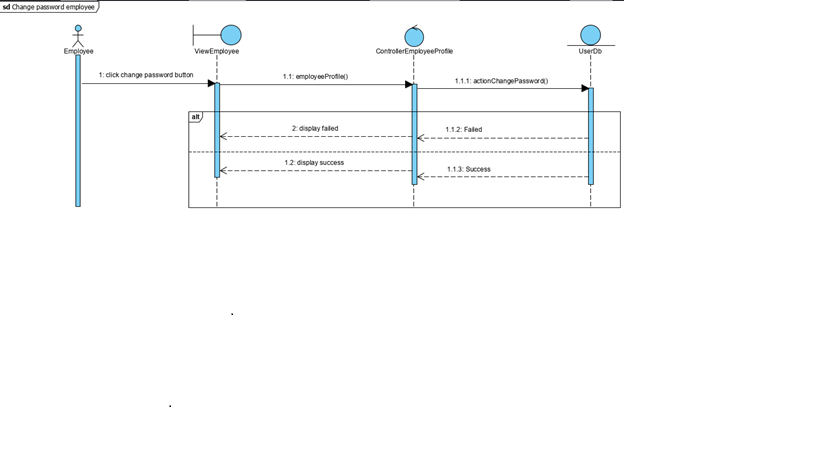 sd Change password employee
Employee
ViewEmployee
ControllerEmployeeProfile
UserDb
1: click change password button
1.1: employeeProfile()
1.1.1: actionChangePassword()
alt
2: display failed
1.1.2: Failed
1.2: display success
1.1.3: Success